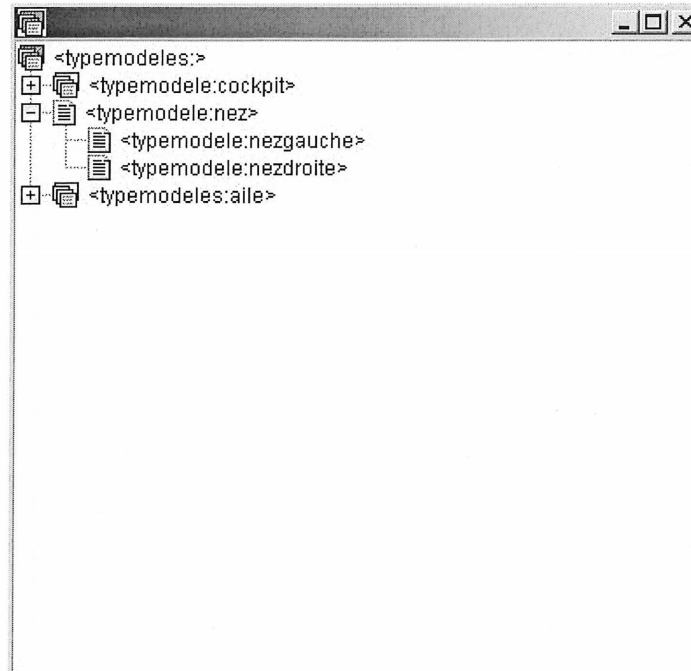 <typemodeles:>
<typemodele:cockpit>
<typemodele:nez>
<typemodele:nezgauche>
<typemodele:nezdroite>
<typemodeles:aile>